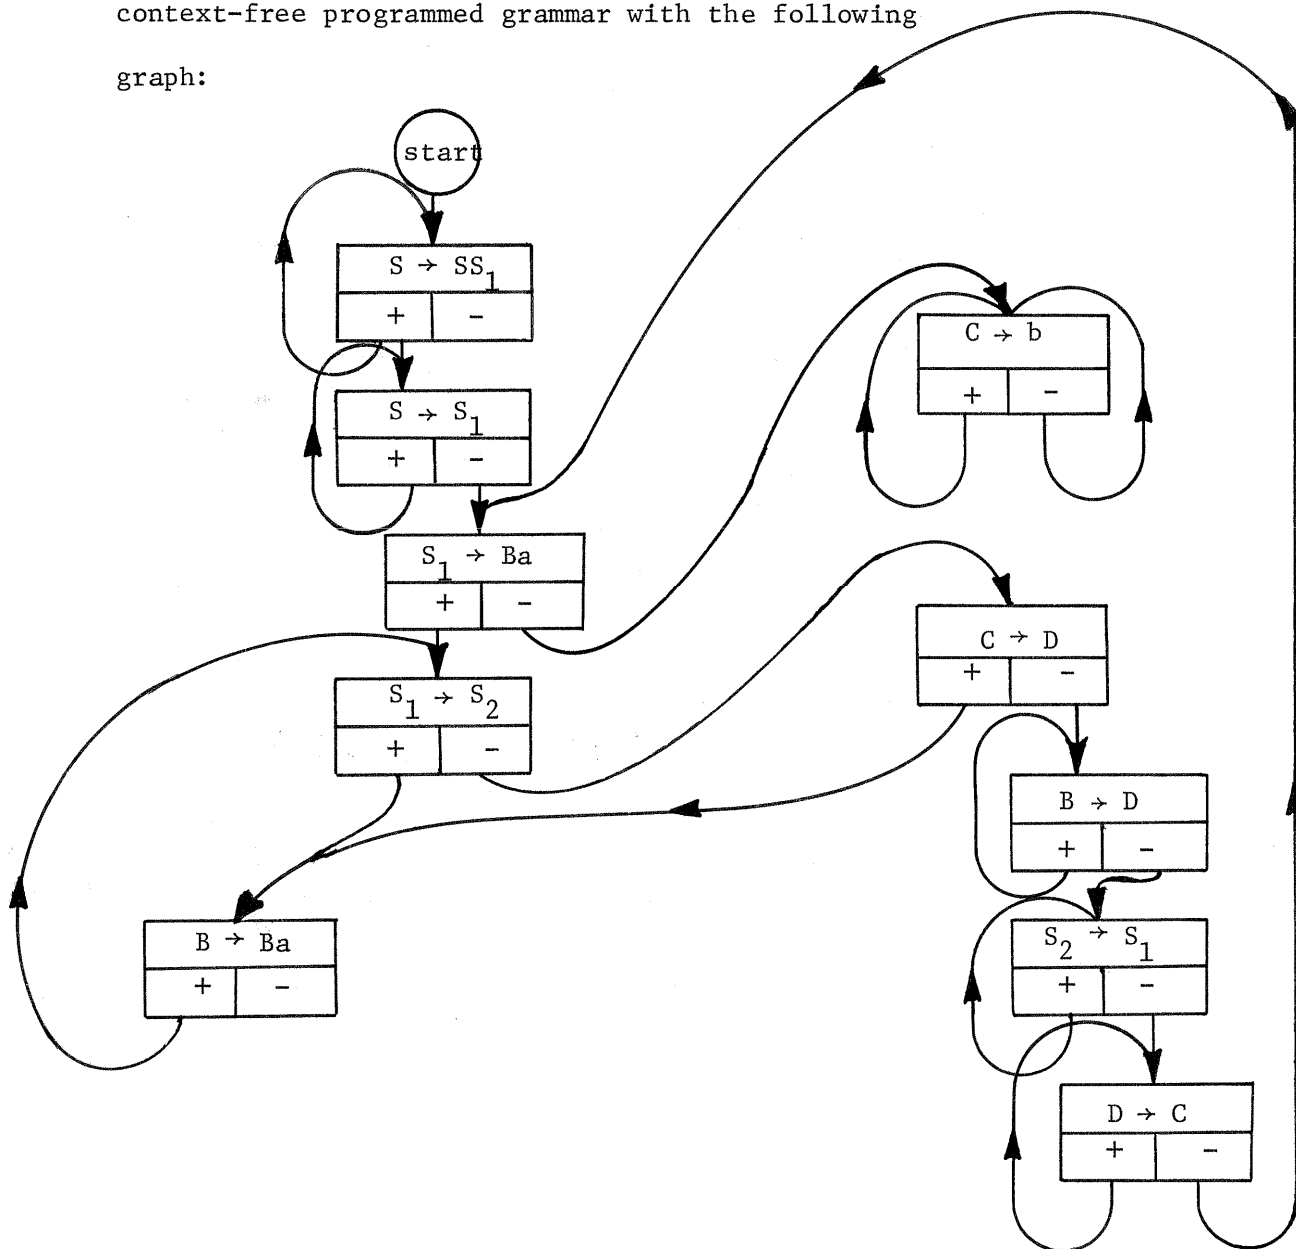 context-free programmed grammar with the following
graph:
start
S → SS₁
+ -
S → S₁
+ -
S₁ → Ba
+ -
S₁ → S₂
+ -
B → Ba
+ -
C → b
+ -
C → D
+ -
B → D
+ -
S₂ → S₁
+ -
D → C
+ -